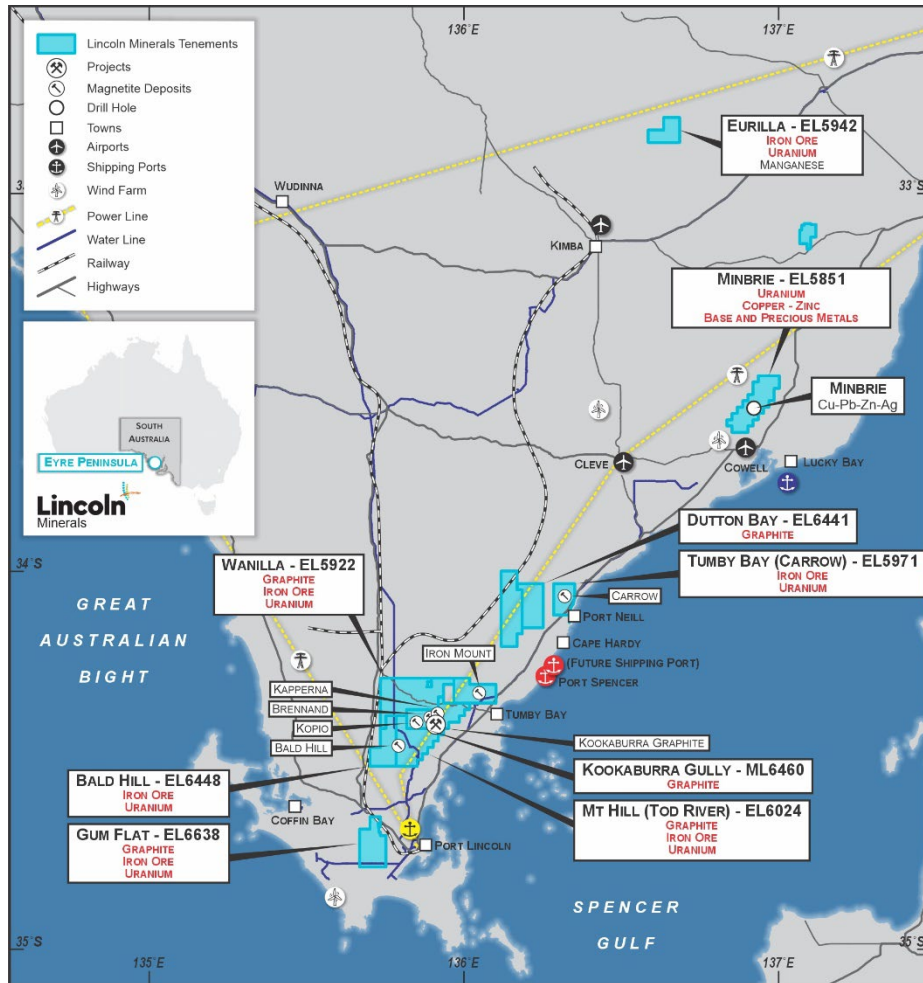 136°E
137°E
Lincoln Minerals Tenements
Projects
Magnetite Deposits
Drill Hole
Towns
Airports
Shipping Ports
Wind Farm
Power Line
Water Line
Railway
Highways
SOUTH
AUSTRALIA
EYRE PENINSULA
Lincoln
Minerals
EURILLA - EL5942
IRON ORE
URANIUM
MANGANESE
33°S
WUDINNA
KIMBA
MINBRIE - EL5851
URANIUM
COPPER - ZINC
BASE AND PRECIOUS METALS
MINBRIE
Cu-Pb-Zn-Ag
CLEVE
COWELL
LUCKY BAY
DUTTON BAY - EL6441
GRAPHITE
TUMBY BAY (CARROW) - EL5971
IRON ORE
URANIUM
34°S
WANILLA - EL5922
GRAPHITE
IRON ORE
URANIUM
GREAT
AUSTRALIAN
BIGHT
CARROW
PORT NEILL
CAPE HARDY
(FUTURE SHIPPING PORT)
PORT SPENCER
IRON MOUNT
KAPPERNA
BRENNAND
KOPIO
BALD HILL
TUMBY BAY
KOOKABURRA GRAPHITE
KOOKABURRA GULLY - ML6460
GRAPHITE
BALD HILL - EL6448
IRON ORE
URANIUM
MT HILL (TOD RIVER) - EL6024
GRAPHITE
IRON ORE
URANIUM
COFFIN BAY
GUM FLAT - EL6638
GRAPHITE
IRON ORE
URANIUM
PORT LINCOLN
SPENCER
GULF
35°S
35°S
135°E
136°E
137°E